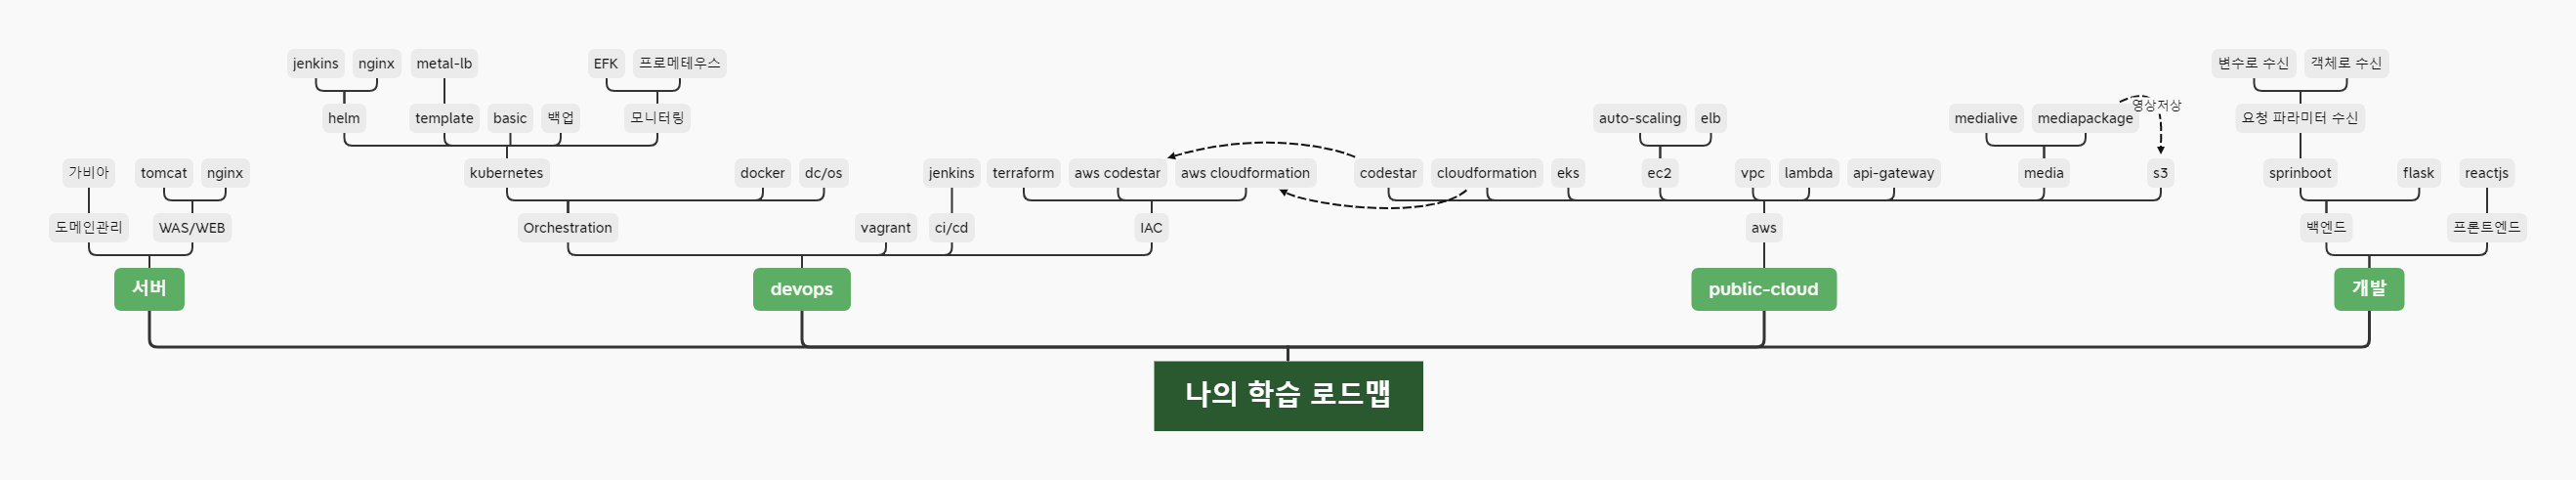 jenkins nginx metal-lb EFK 프로메테우스 변수로 수신 객체로 수신
영상저상
helm template basic 백업 모니터링 auto-scaling elb medialive mediapackage 요청 파라미터 수신
가비아 tomcat nginx kubernetes docker dc/os jenkins terraform aws codestar aws cloudformation codestar cloudformation eks ec2 vpc lambda api-gateway media s3 sprinboot flask reactjs
도메인관리 WAS/WEB Orchestration vagrant ci/cd IAC aws 백엔드 프론트엔드
서버 devops public-cloud 개발
나의 학습 로드맵